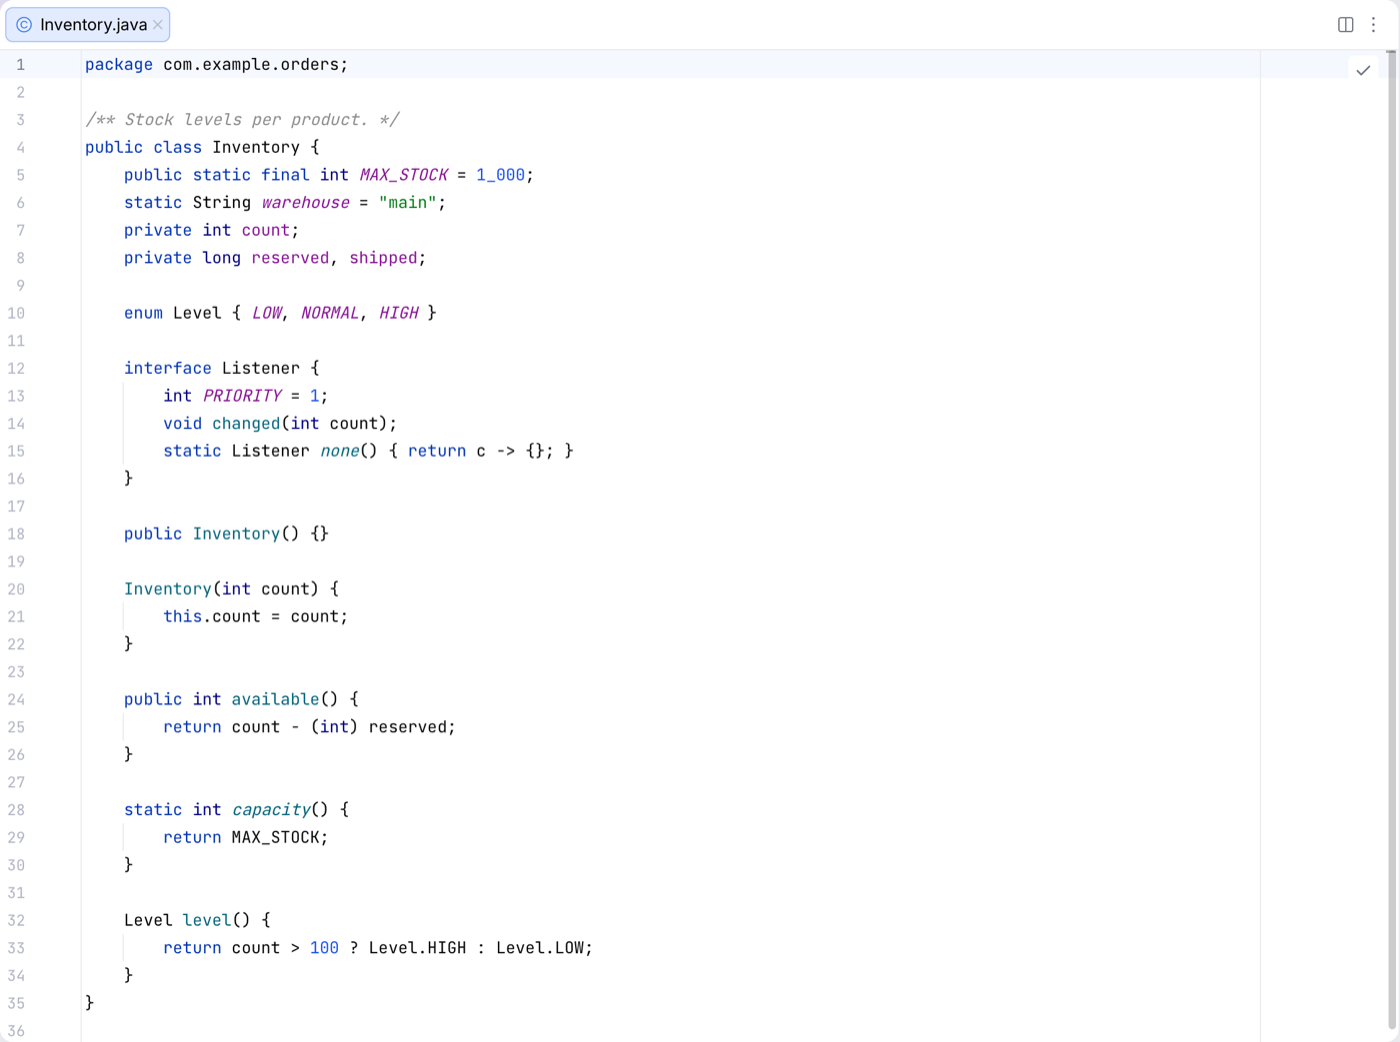 Inventory.java
1 package com.example.orders;
2
3 /** Stock levels per product. */
4 public class Inventory {
5     public static final int MAX_STOCK = 1_000;
6     static String warehouse = "main";
7     private int count;
8     private long reserved, shipped;
9
10     enum Level { LOW, NORMAL, HIGH }
11
12     interface Listener {
13         int PRIORITY = 1;
14         void changed(int count);
15         static Listener none() { return c -> {}; }
16     }
17
18     public Inventory() {}
19
20     Inventory(int count) {
21         this.count = count;
22     }
23
24     public int available() {
25         return count - (int) reserved;
26     }
27
28     static int capacity() {
29         return MAX_STOCK;
30     }
31
32     Level level() {
33         return count > 100 ? Level.HIGH : Level.LOW;
34     }
35 }
36